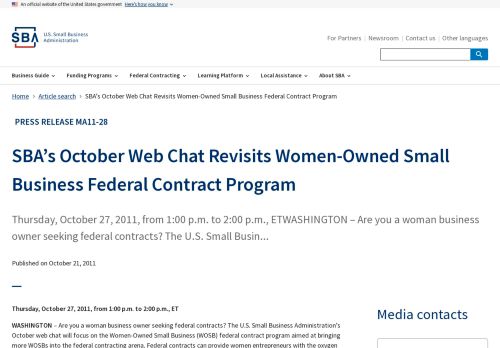 An official website of the United States government Here's how you know
SBA U.S. Small Business
Administration
For Partners Newsroom Contact us Other languages
Business Guide Funding Programs Federal Contracting Learning Platform Local Assistance About SBA
Home Article search SBA's October Web Chat Revisits Women-Owned Small Business Federal Contract Program
PRESS RELEASE MA11-28
SBA's October Web Chat Revisits Women-Owned Small
Business Federal Contract Program
Thursday, October 27, 2011, from 1:00 p.m. to 2:00 p.m., ETWASHINGTON – Are you a woman business
owner seeking federal contracts? The U.S. Small Busin...
Published on October 21, 2011
Thursday, October 27, 2011, from 1:00 p.m. to 2:00 p.m., ET
Media contacts
WASHINGTON – Are you a woman business owner seeking federal contracts? The U.S. Small Business Administration's
October web chat will focus on the Women-Owned Small Business (WOSB) federal contract program aimed at bringing
more WOSBs into the federal contracting arena. Federal contracts can provide women entrepreneurs with the oxygen